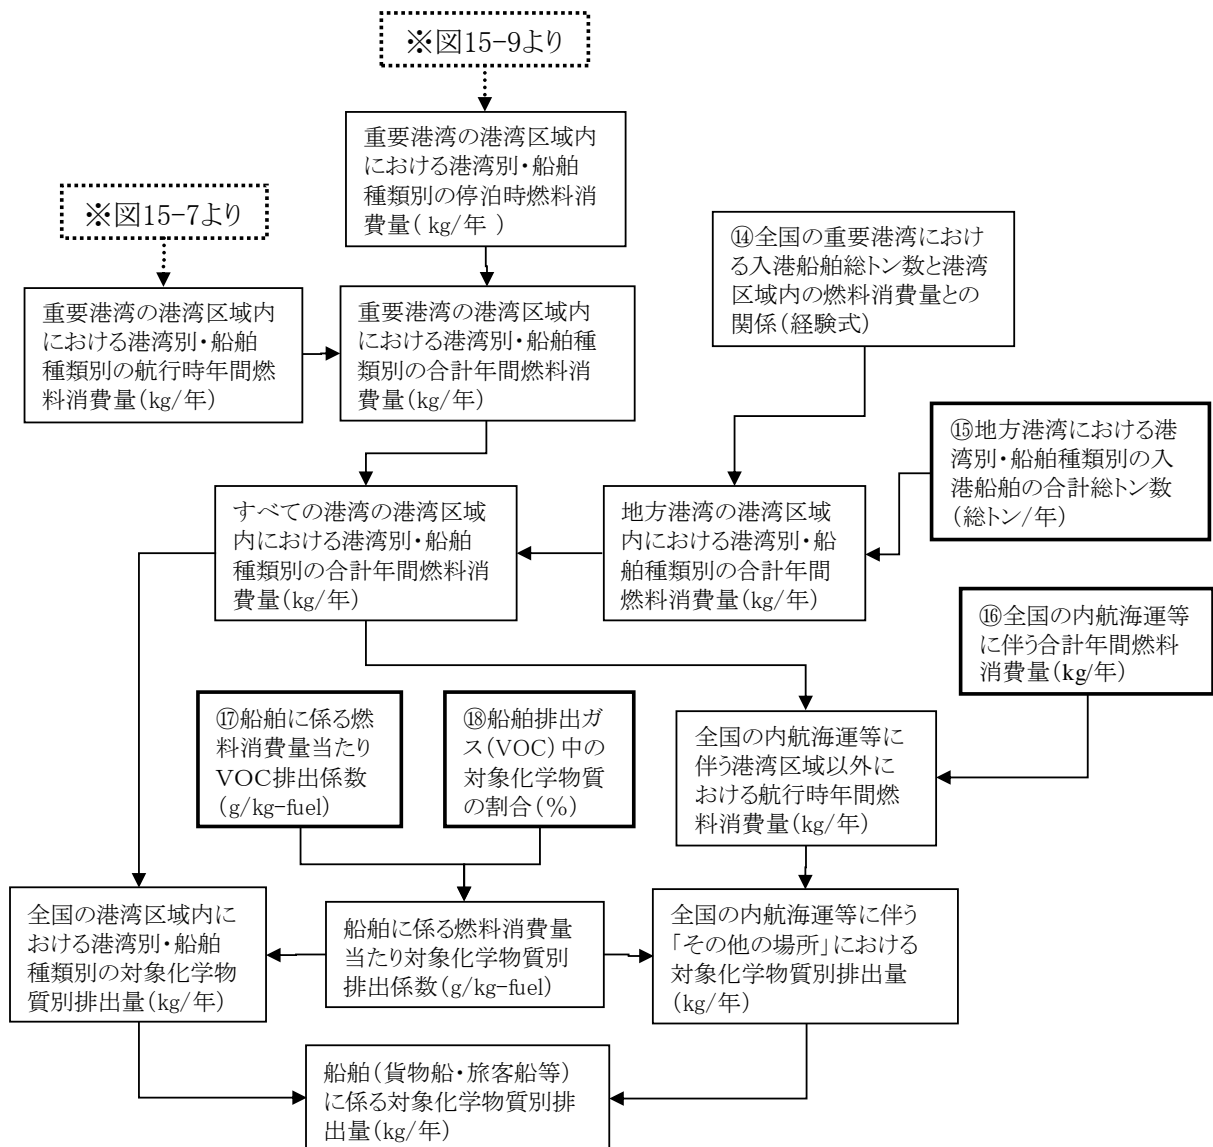 ※図15-9より
重要港湾の港湾区域内
における港湾別・船舶
種類別の停泊時燃料消
費量( kg/年 )
※図15-7より
⑭全国の重要港湾におけ
る入港船舶総トン数と港湾
区域内の燃料消費量との
関係(経験式)
重要港湾の港湾区域内
における港湾別・船舶
種類別の航行時年間燃
料消費量(kg/年)
重要港湾の港湾区域内
における港湾別・船舶種
類別の合計年間燃料消
費量(kg/年)
⑮地方港湾における港
湾別・船舶種類別の入
港船舶の合計総トン数
(総トン/年)
すべての港湾の港湾区域
内における港湾別・船舶
種類別の合計年間燃料消
費量(kg/年)
地方港湾の港湾区域
内における港湾別・船
舶種類別の合計年間
燃料消費量(kg/年)
⑯全国の内航海運等
に伴う合計年間燃料
消費量(kg/年)
⑰船舶に係る燃
料消費量当たり
VOC排出係数
(g/kg-fuel)
⑱船舶排出ガ
ス(VOC)中の
対象化学物質
の割合(%)
全国の内航海運等に
伴う港湾区域以外に
おける航行時年間燃
料消費量(kg/年)
全国の港湾区域内に
おける港湾別・船舶
種類別の対象化学物
質別排出量(kg/年)
船舶に係る燃料消費量
当たり対象化学物質別
排出係数(g/kg-fuel)
全国の内航海運等に伴う
「その他の場所」における
対象化学物質別排出量
(kg/年)
船舶(貨物船・旅客船等)
に係る対象化学物質別排
出量(kg/年)